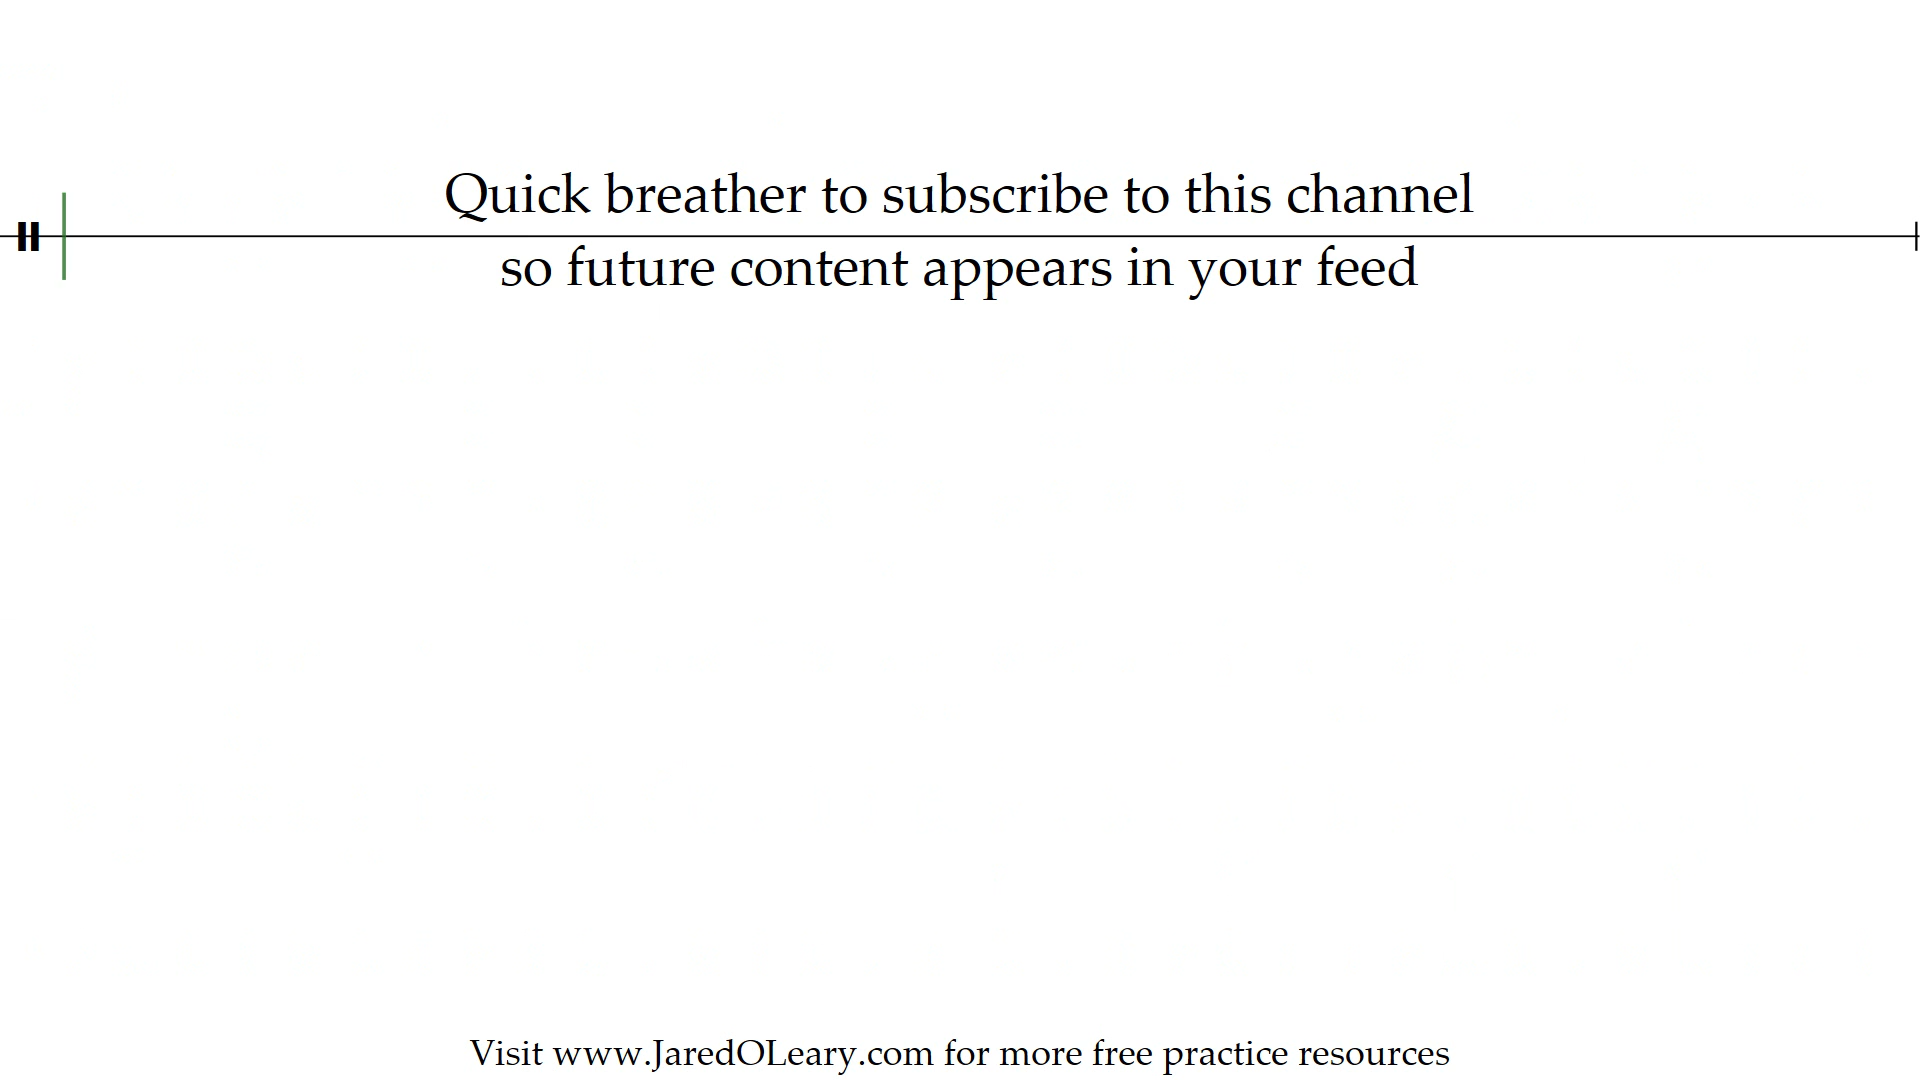 Quick breather to subscribe to this channel
so future content appears in your feed
Visit www.JaredOLeary.com for more free practice resources